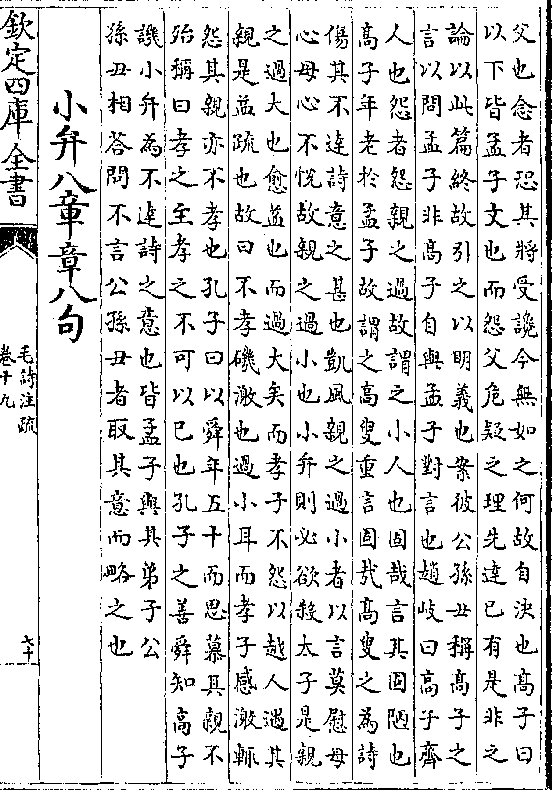 父也念者恐其將受讒今無如之何故自決也高子曰
以下皆孟子文也而怨父危疑之理先達已有是非之
論以此篇終故引之以明義也案彼公孫丑稱高子之
言以問孟子非高子自與孟子對言也趙岐曰高子齊
人也怨者怨親之過故謂之小人也固哉言其固陋也
高子年老於孟子故謂之高叟重言固哉高叟之為詩
傷其不達詩意之甚也凱風親之過小者以言莫慰母
心母心不悅故親之過小也小弁則必欲殺太子是親
之過大也愈益也而過大矣而孝子不怨以越人遇其
親是益疏也故曰不孝磯激也過小耳而孝子感激輒
怨其親亦不孝也孔子曰以舜年五十而思慕其親不
殆稱曰孝之至孝之不可以已也孔子之善舜知高子
譏小弁為不達詩之意也皆孟子與其弟子公
孫丑相答問不言公孫丑者取其意而略之也
小弁八章章八句
欽定四庫全書
毛詩注疏
卷十九
六十